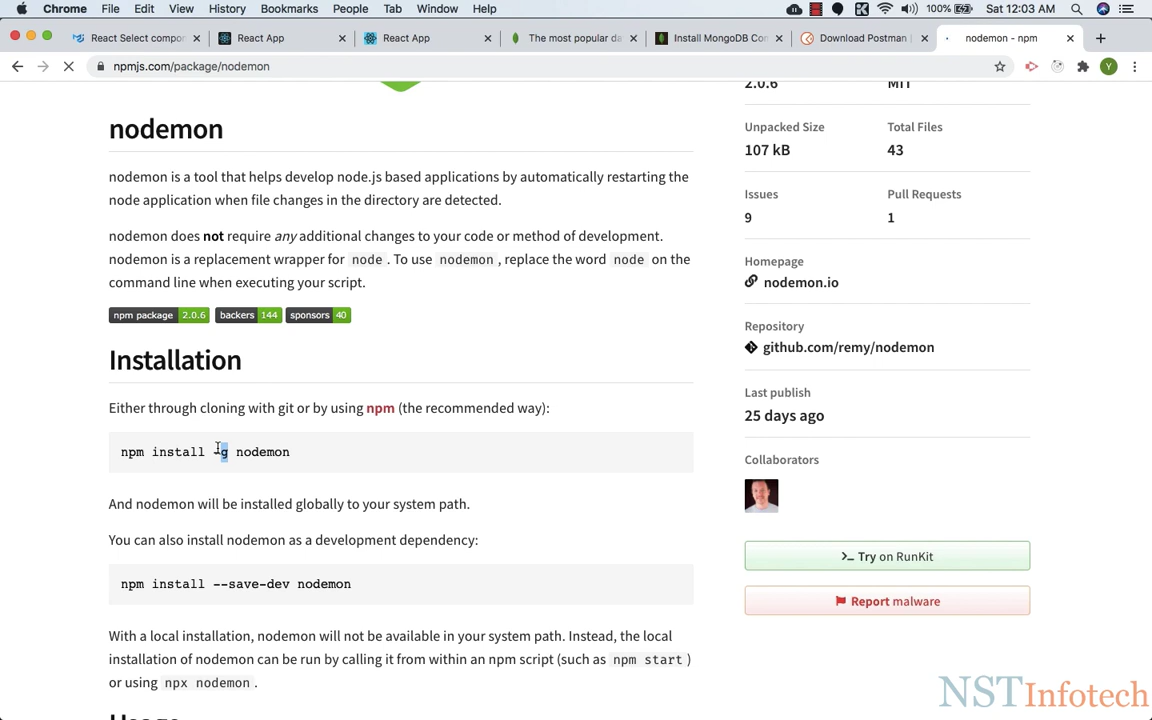 Chrome File Edit View History Bookmarks People Tab Window Help 100% Sat 12:03 AM
React Select compor React App React App The most popular da Install MongoDB Con Download Postman nodemon - npm
npmjs.com/package/nodemon Y
2.0.6 MIT
nodemon
nodemon is a tool that helps develop node.js based applications by automatically restarting the
node application when file changes in the directory are detected.
nodemon does not require any additional changes to your code or method of development.
nodemon is a replacement wrapper for node. To use nodemon, replace the word node on the
command line when executing your script.
npm package 2.0.6 backers 144 sponsors 40
Installation
Either through cloning with git or by using npm (the recommended way):
npm install -g nodemon
And nodemon will be installed globally to your system path.
You can also install nodemon as a development dependency:
npm install --save-dev nodemon
With a local installation, nodemon will not be available in your system path. Instead, the local
installation of nodemon can be run by calling it from within an npm script (such as npm start)
or using npx nodemon.
Usage
Unpacked Size Total Files
107 kB 43
Issues Pull Requests
9 1
Homepage
nodemon.io
Repository
github.com/remy/nodemon
Last publish
25 days ago
Collaborators
Try on RunKit
Report malware
NSTInfotech